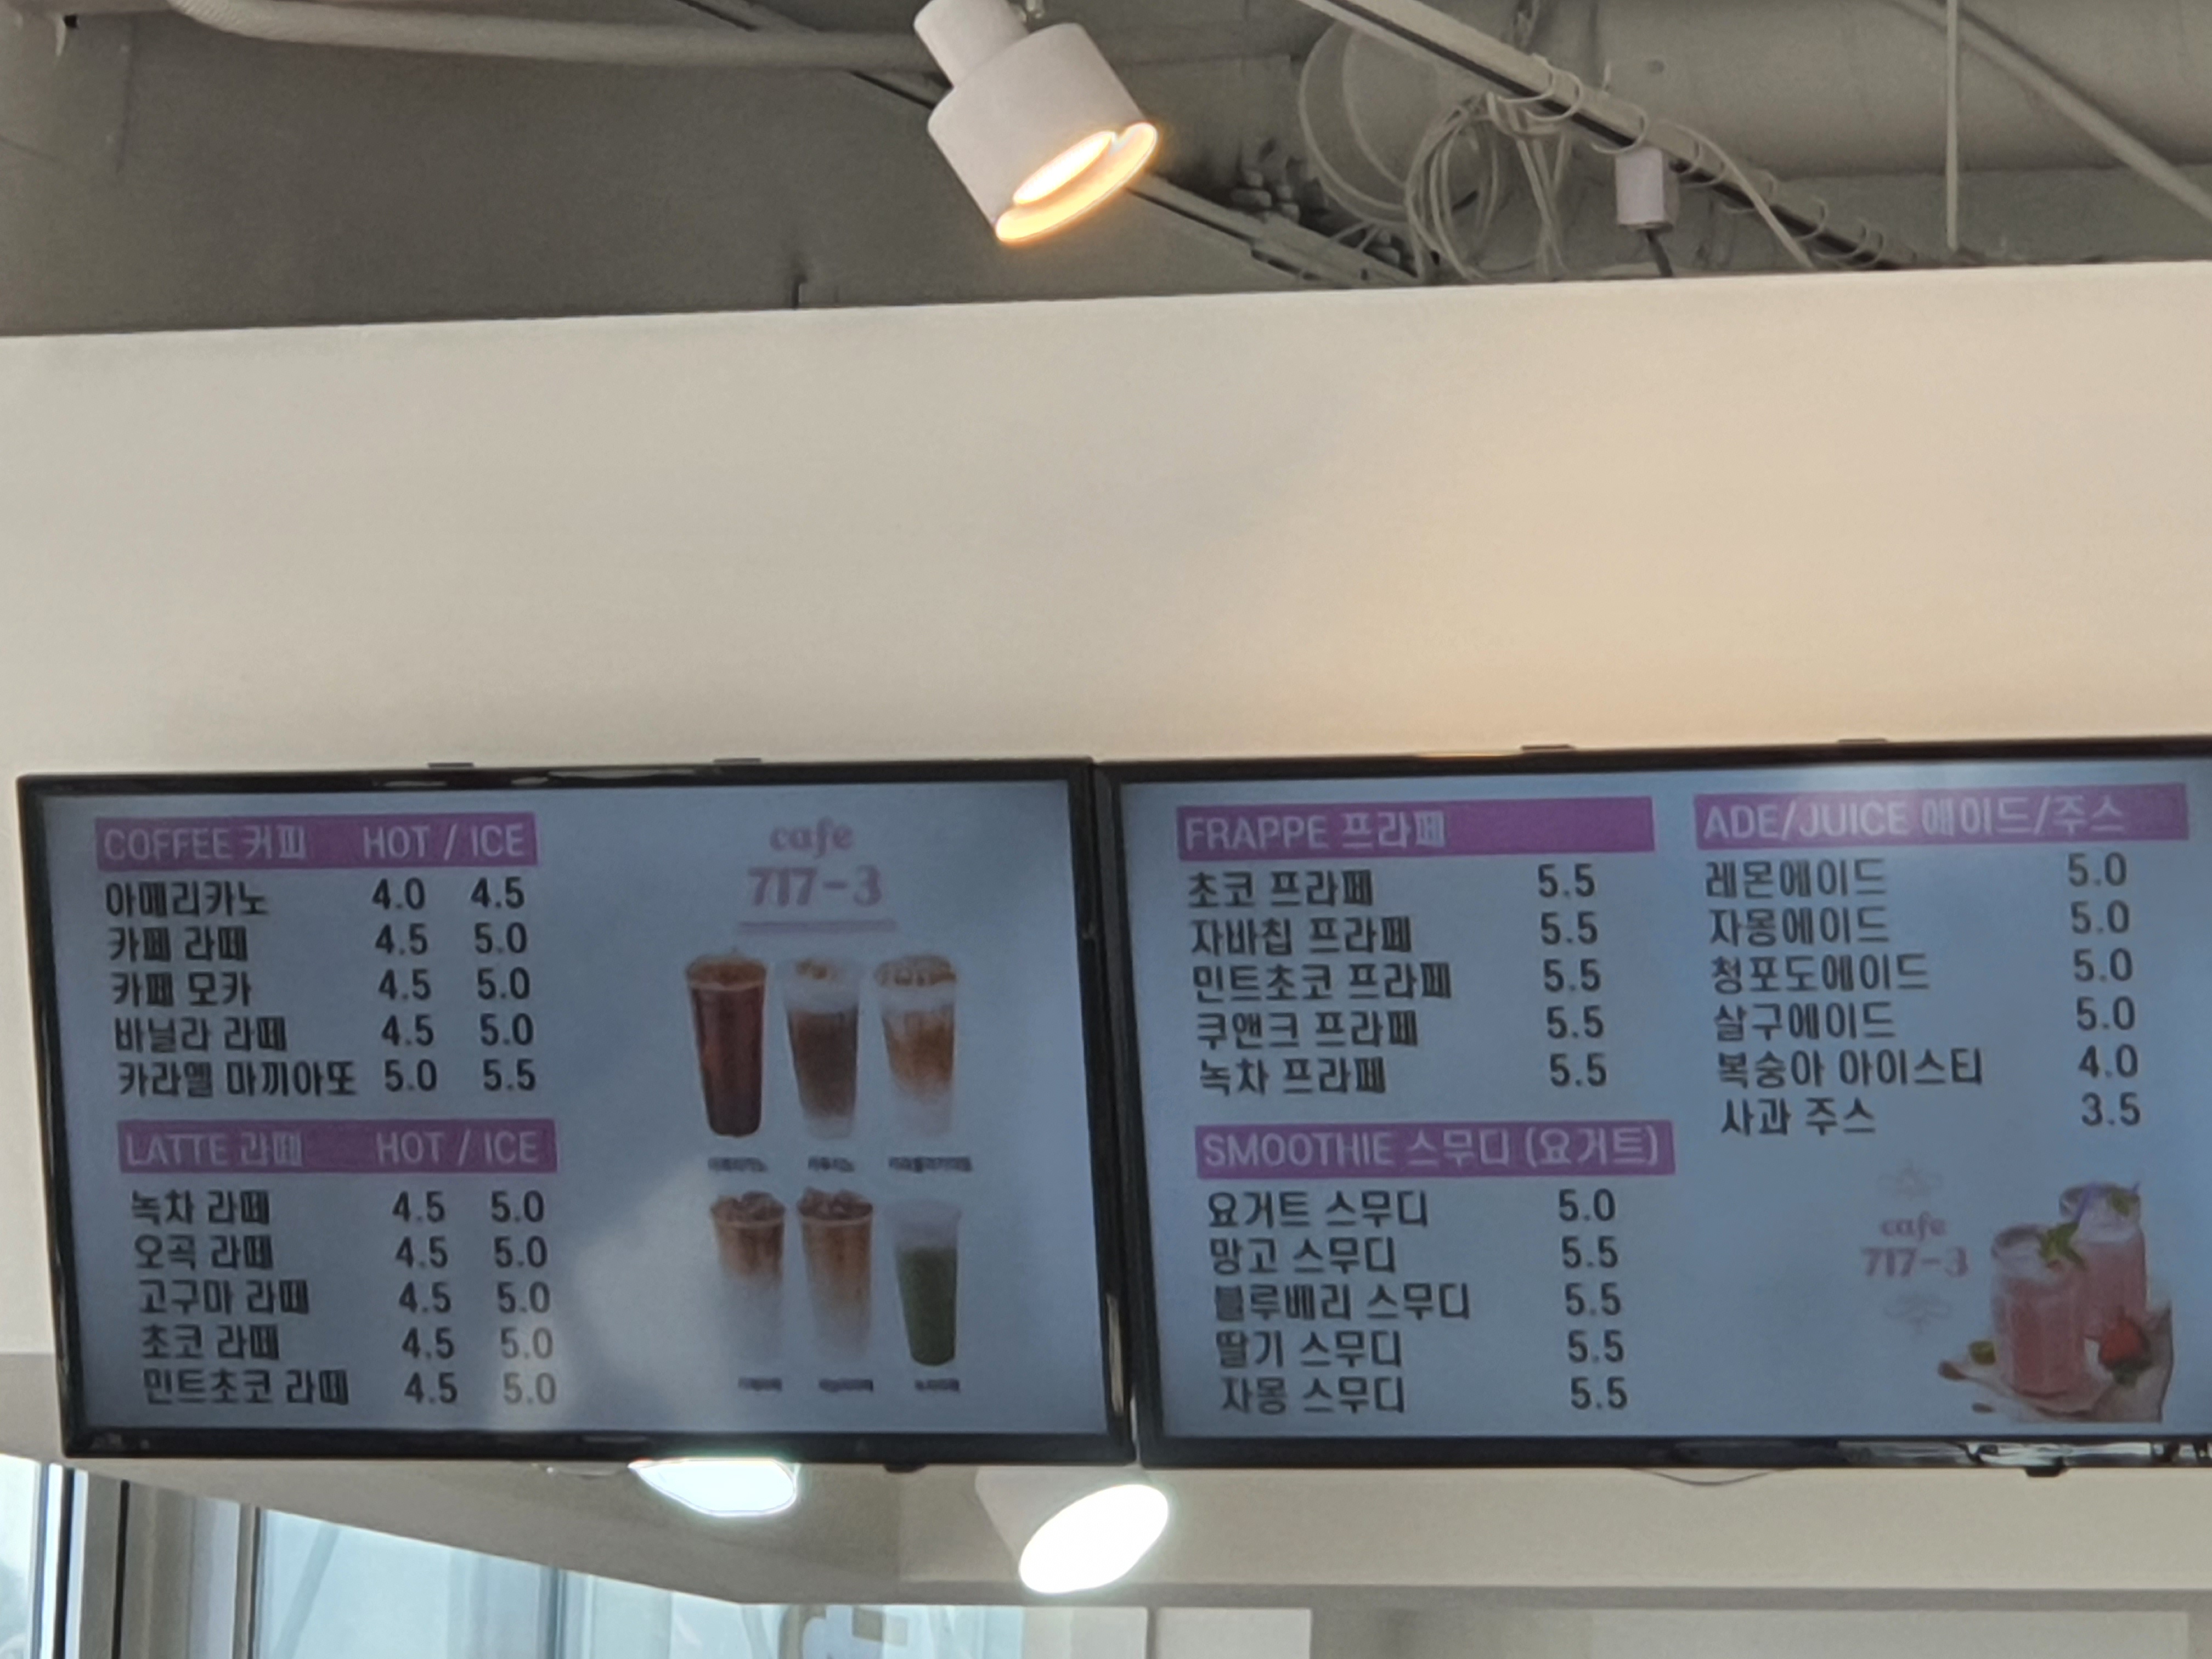 COFFEE 커피 HOT / ICE
아메리카노 4.0 4.5
카페 라떼 4.5 5.0
카페 모카 4.5 5.0
바닐라 라떼 4.5 5.0
카라멜 마끼아또 5.0 5.5
LATTE 라떼 HOT / ICE
녹차 라떼 4.5 5.0
오곡 라떼 4.5 5.0
고구마 라떼 4.5 5.0
초코 라떼 4.5 5.0
민트초코 라떼 4.5 5.0
cafe
717-3
FRAPPE 프라페
초코 프라페 5.5
자바칩 프라페 5.5
민트초코 프라페 5.5
쿠앤크 프라페 5.5
녹차 프라페 5.5
SMOOTHIE 스무디 (요거트)
요거트 스무디 5.0
망고 스무디 5.5
블루베리 스무디 5.5
딸기 스무디 5.5
자몽 스무디 5.5
ADE/JUICE 에이드/주스
레몬에이드 5.0
자몽에이드 5.0
청포도에이드 5.0
살구에이드 5.0
복숭아 아이스티 4.0
사과 주스 3.5
cafe
717-3